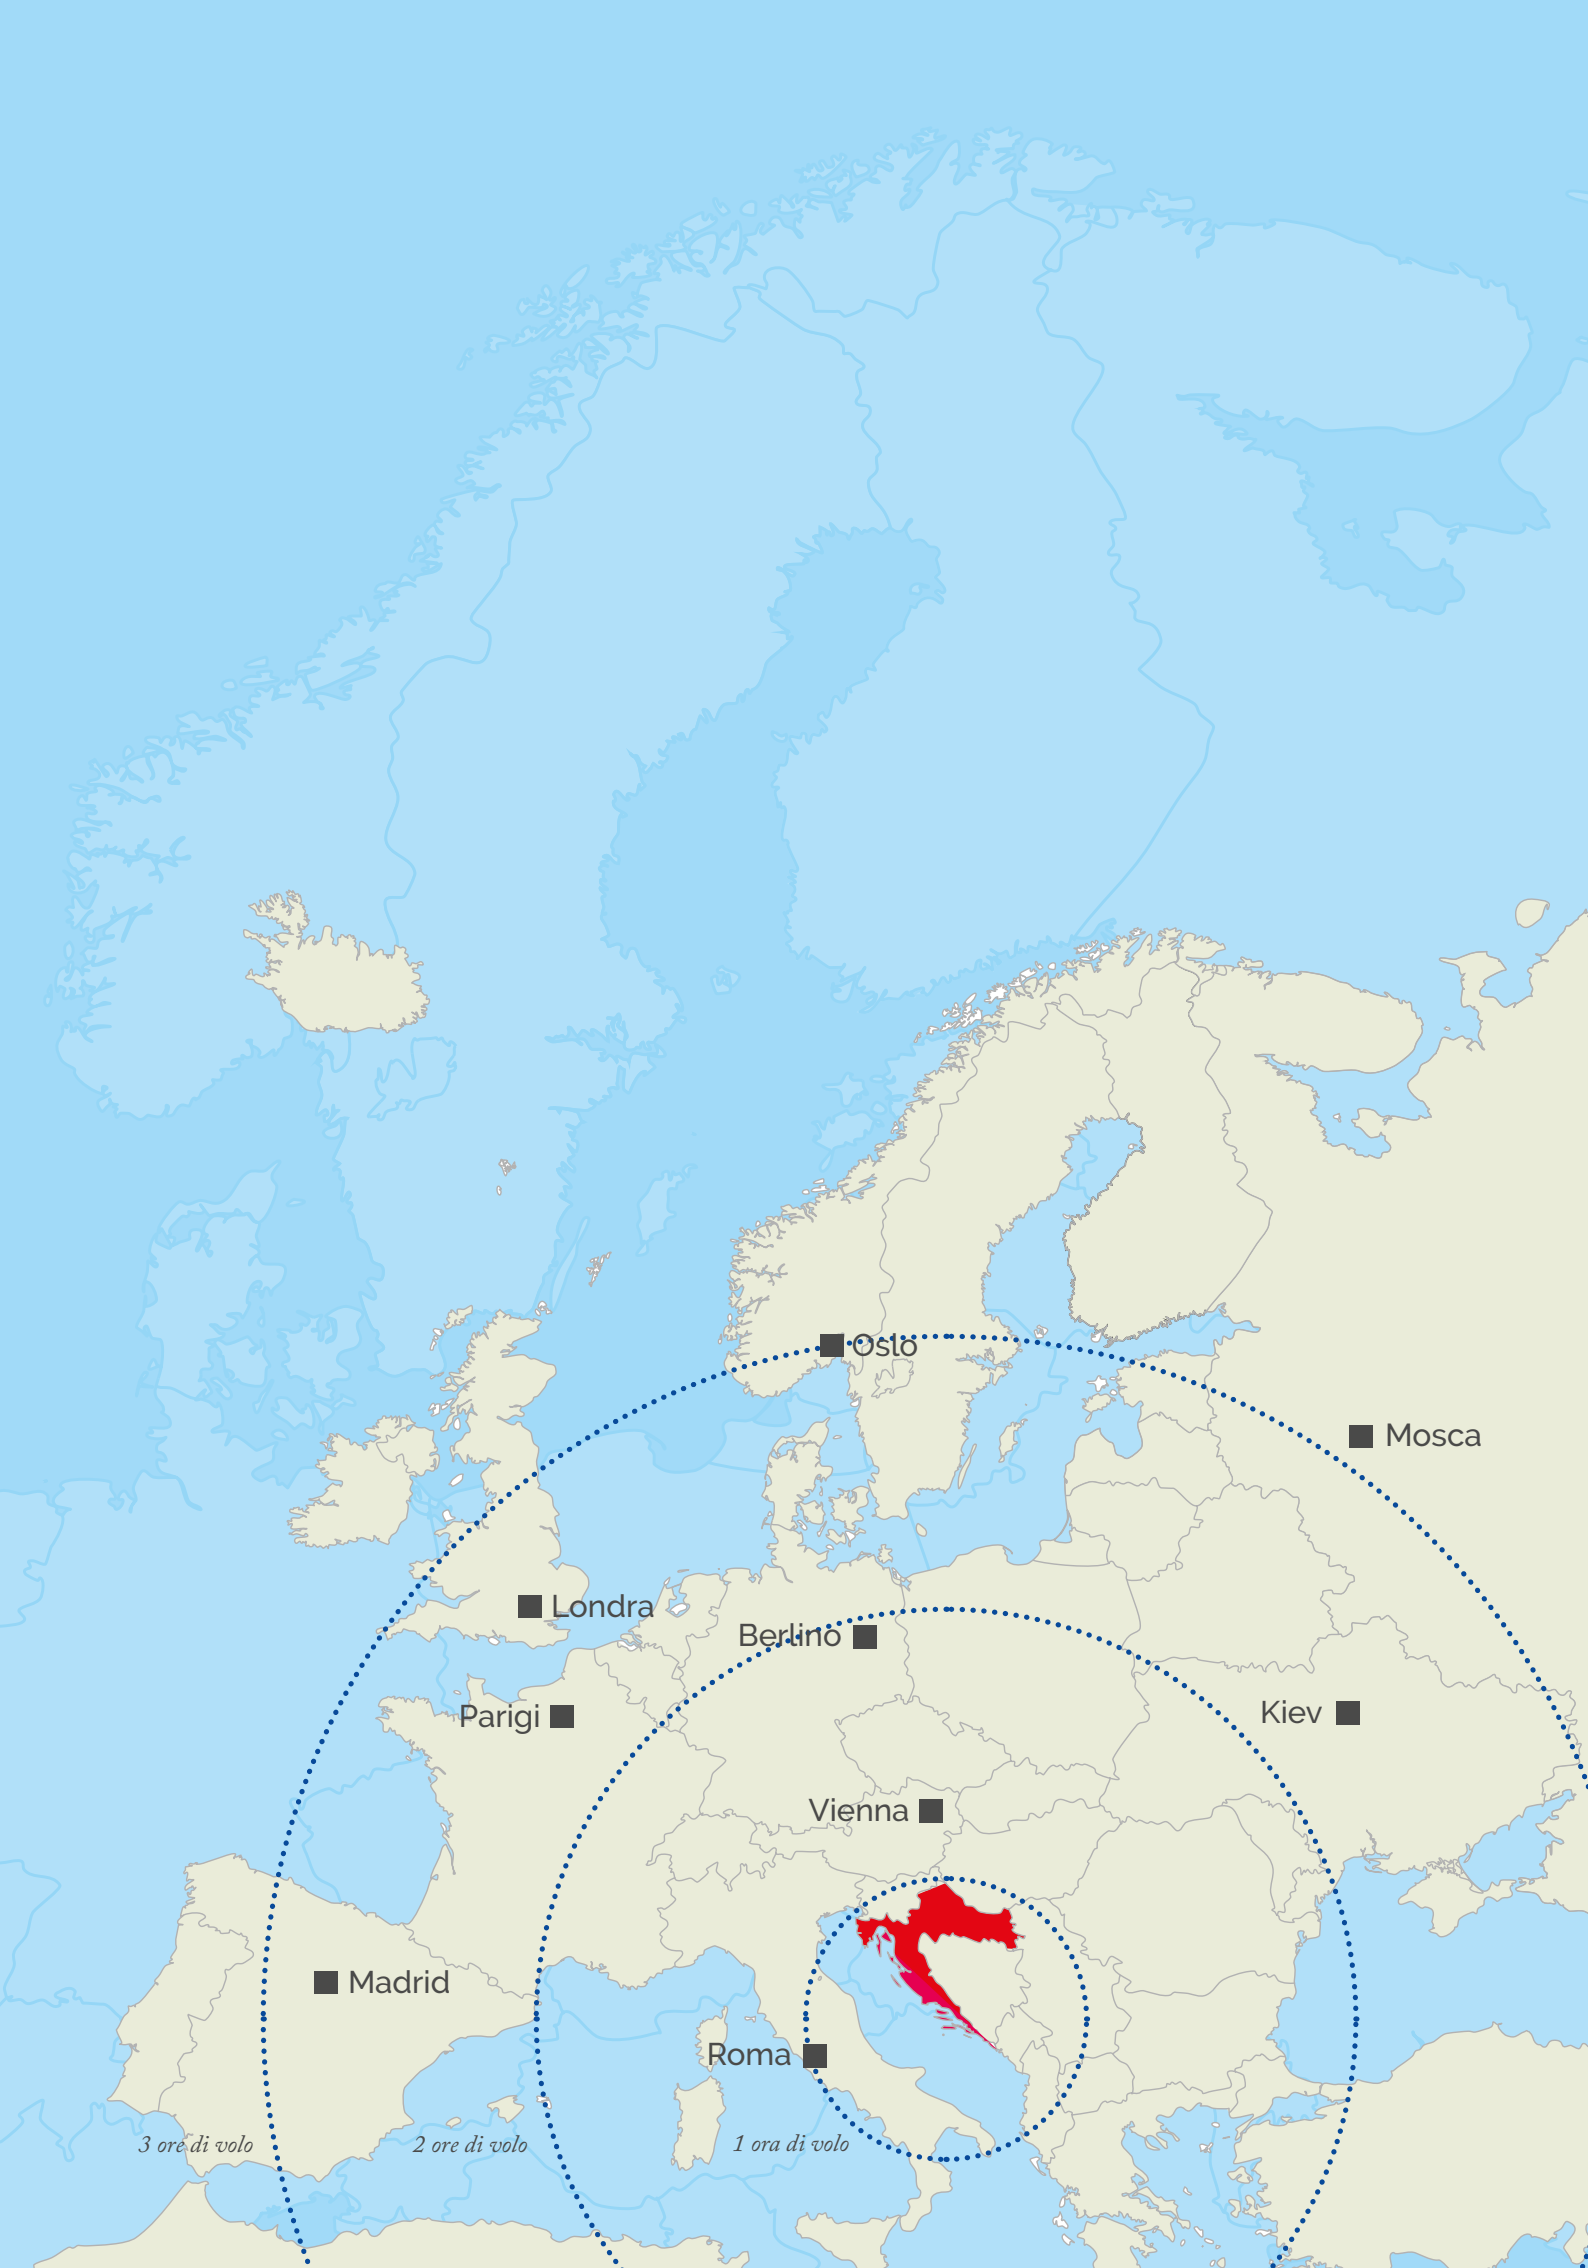 Oslo
Mosca
Londra
Berlino
Parigi
Kiev
Vienna
Madrid
Roma
3 ore di volo
2 ore di volo
1 ora di volo